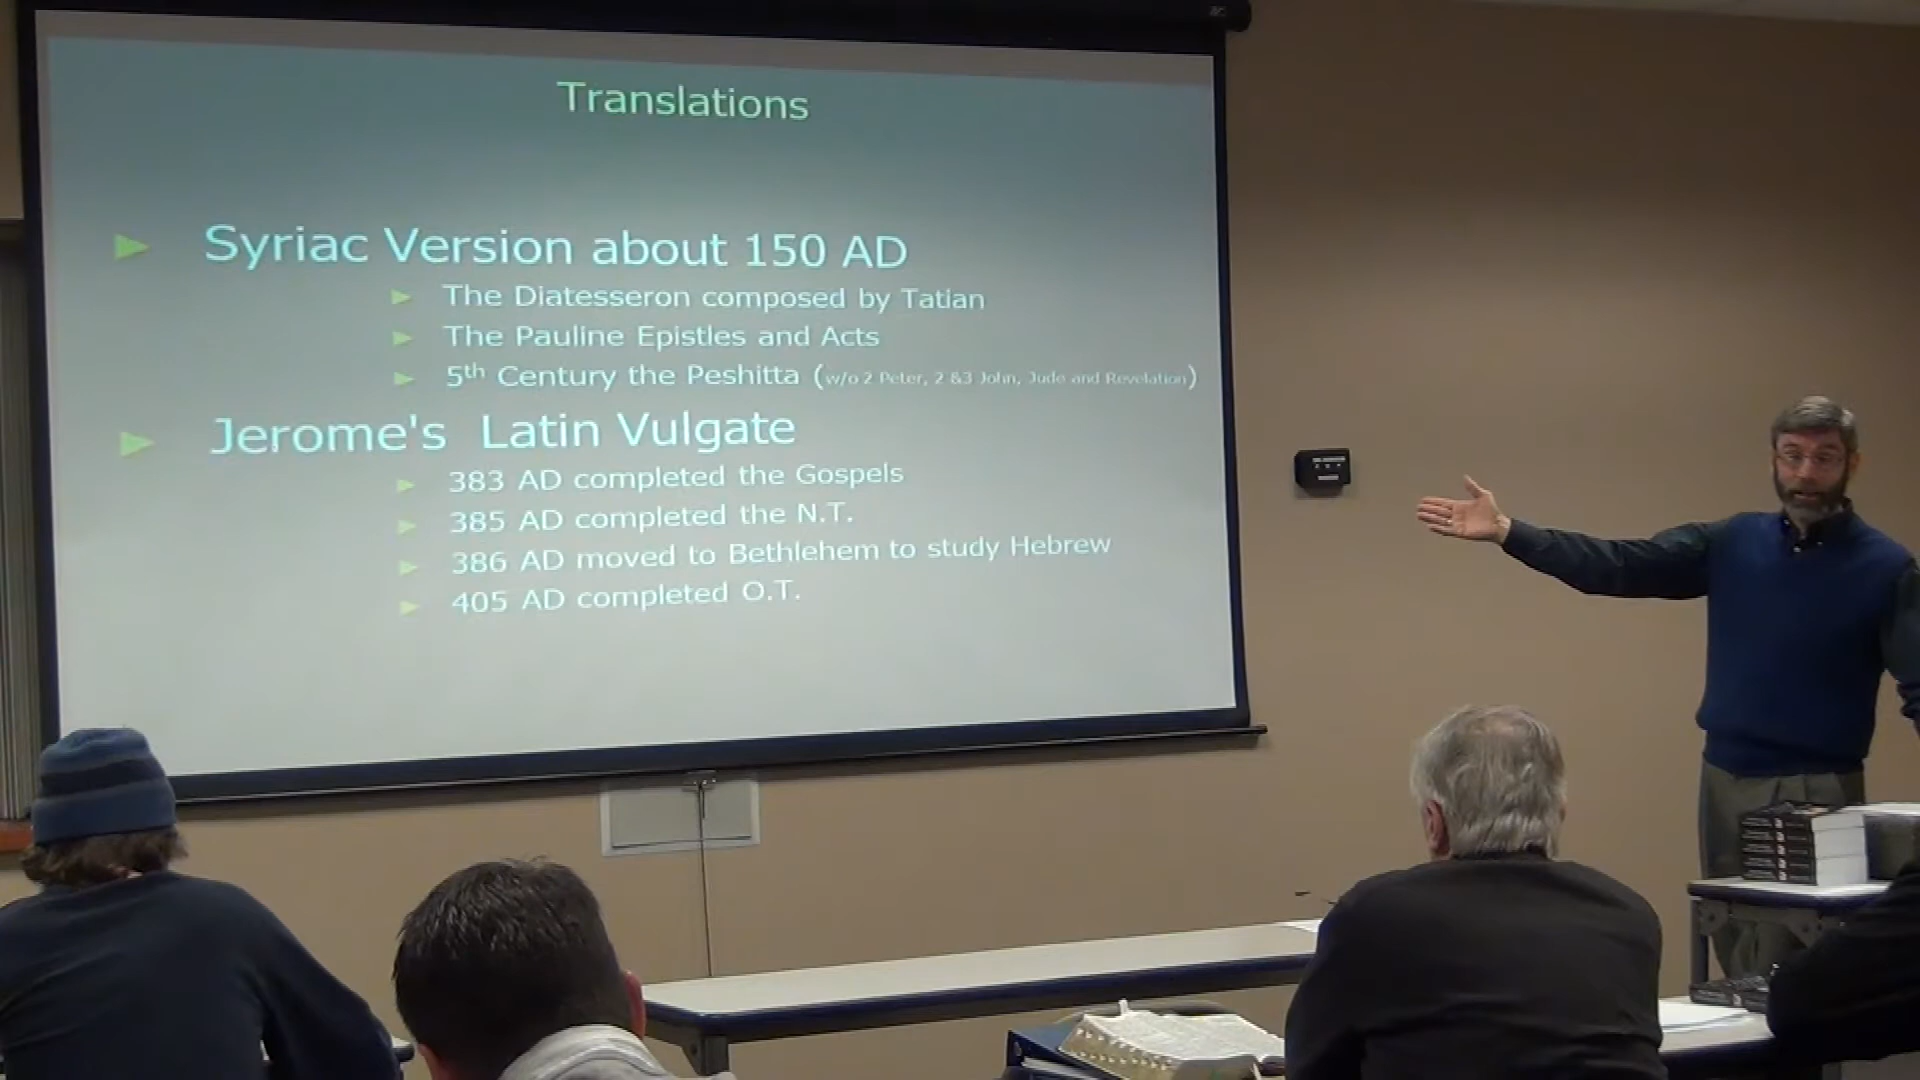 Translations
Syriac Version about 150 AD
The Diatesseron composed by Tatian
The Pauline Epistles and Acts
5th Century the Peshitta (w/o 2 Peter, 2 &3 John, Jude and Revelation)
Jerome's Latin Vulgate
383 AD completed the Gospels
385 AD completed the N.T.
386 AD moved to Bethlehem to study Hebrew
405 AD completed O.T.